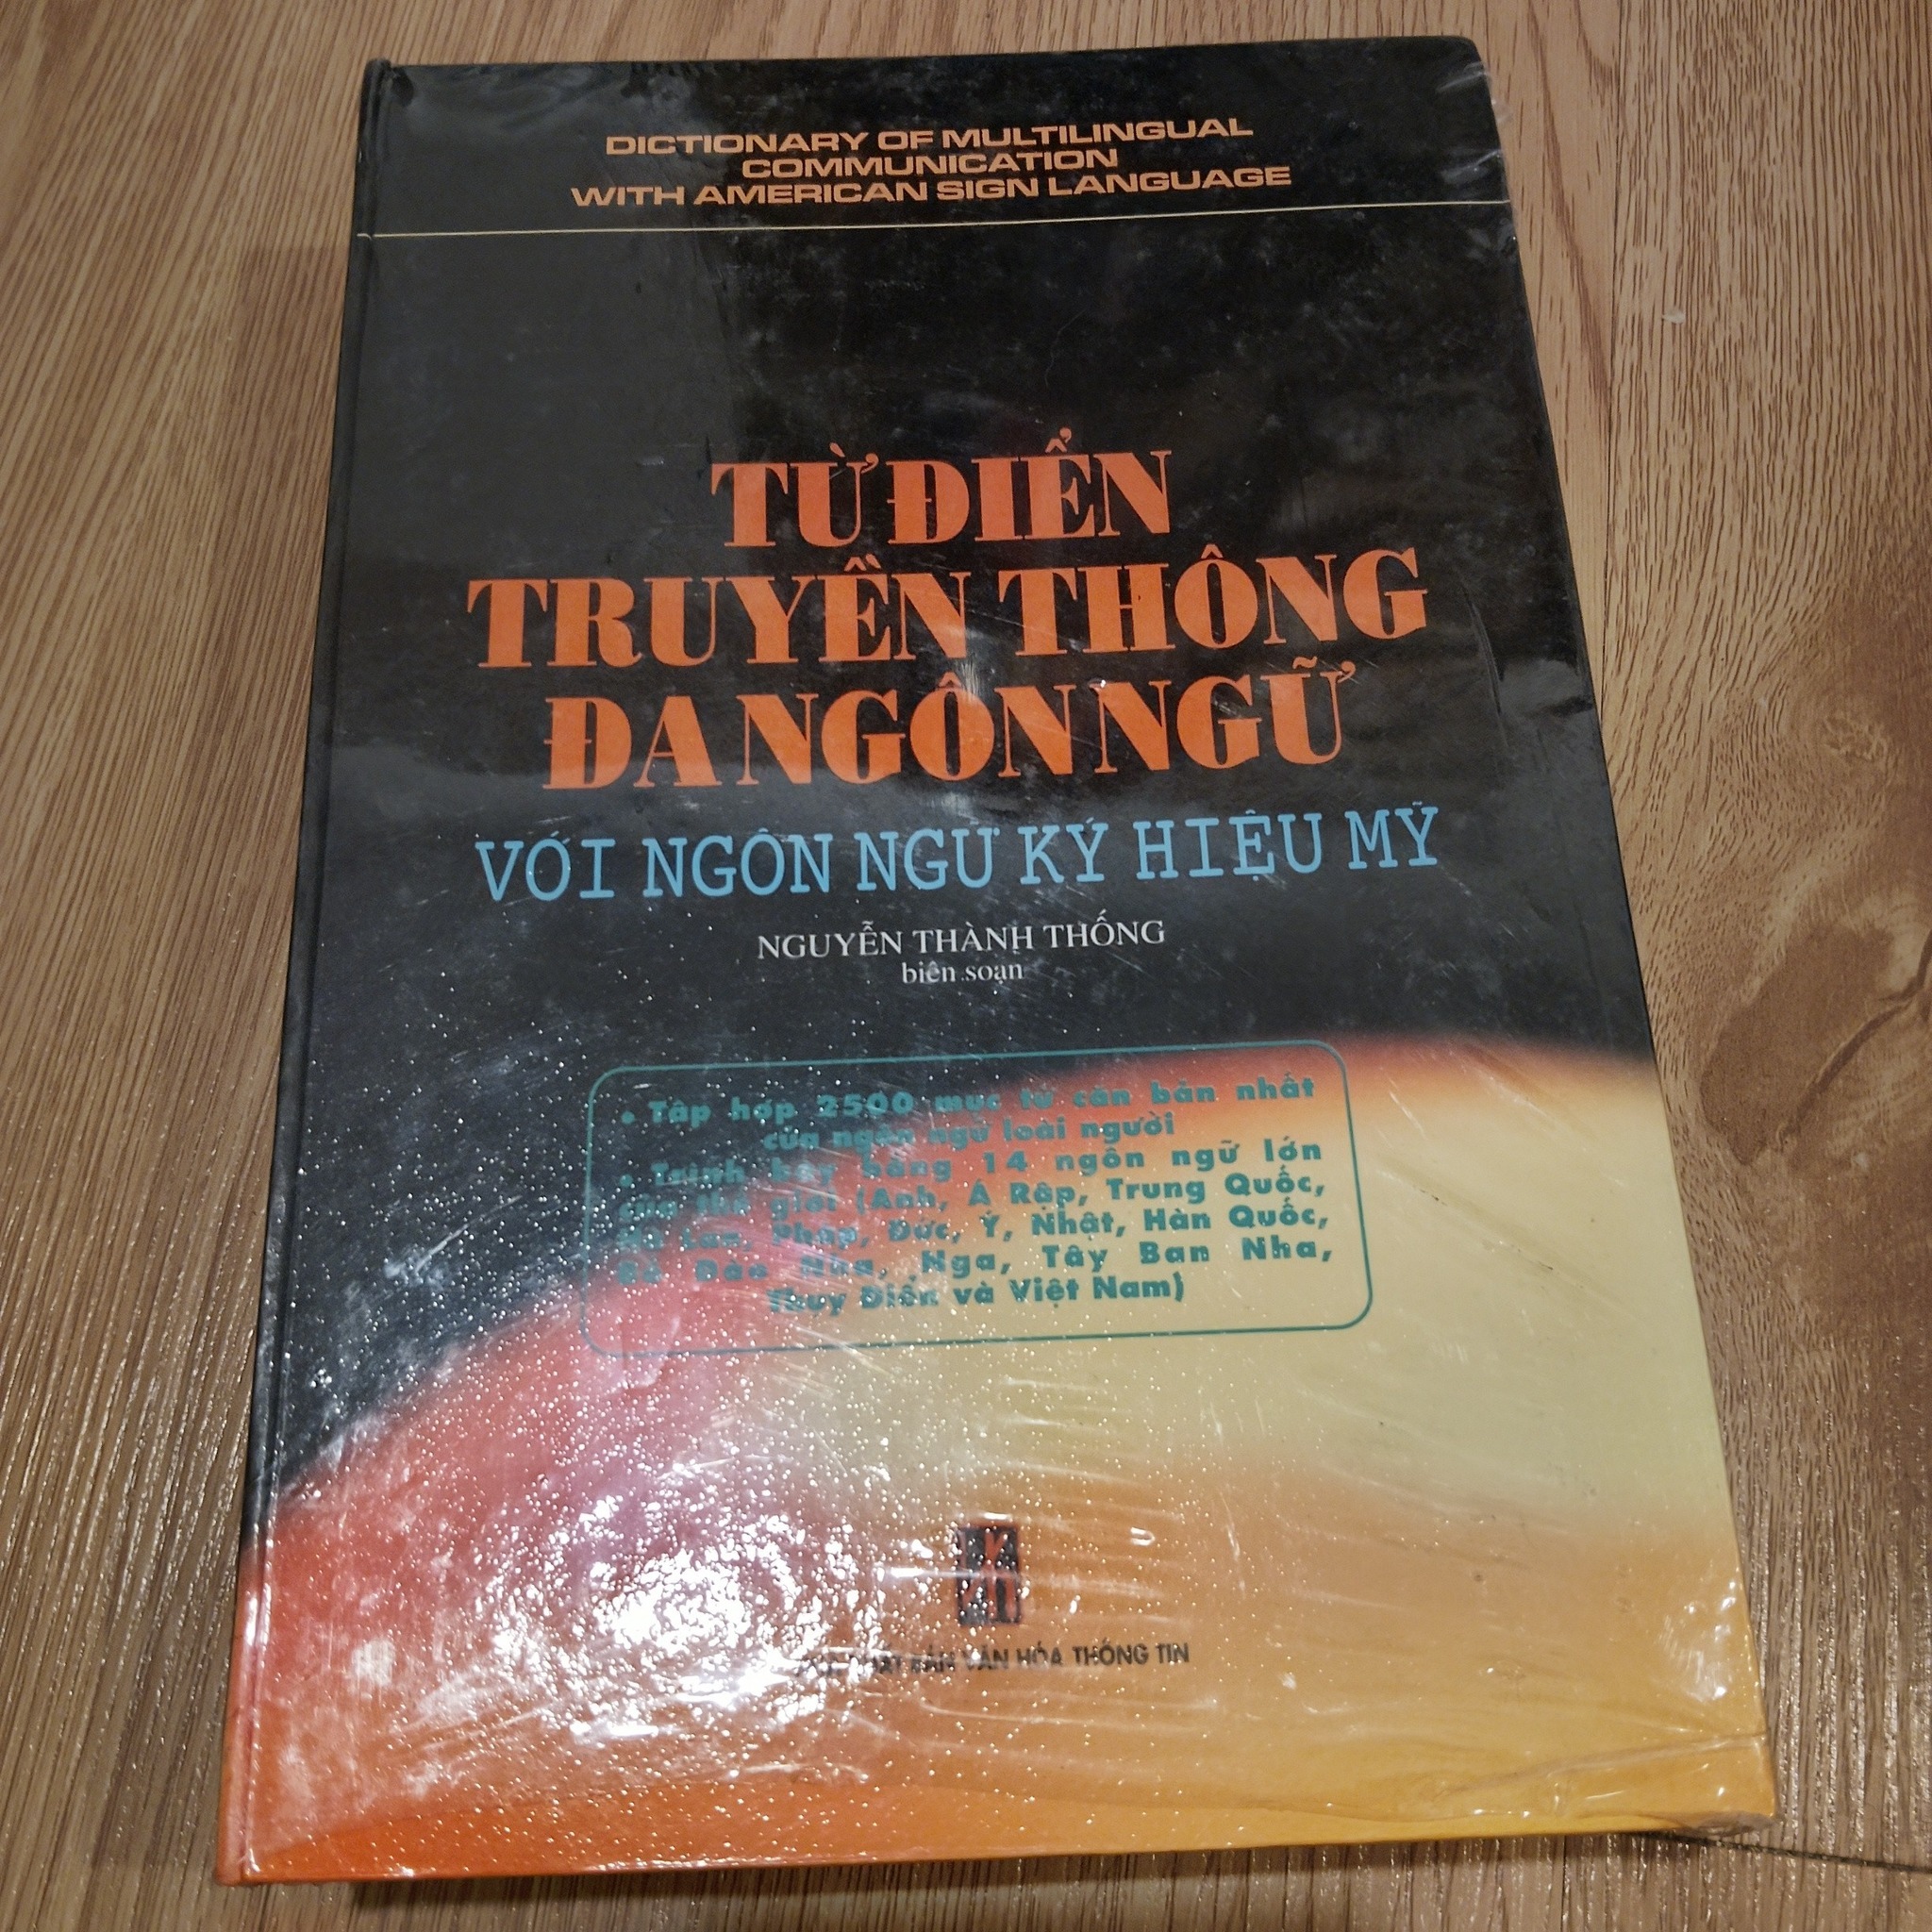 DICTIONARY OF MULTILINGUAL
COMMUNICATION
WITH AMERICAN SIGN LANGUAGE
TỪ ĐIỂN
TRUYỀN THÔNG
ĐA NGÔN NGỮ
VỚI NGÔN NGỮ KÝ HIỆU MỸ
NGUYỄN THÀNH THỐNG
biên soạn
• Tập hợp 2500 mục từ căn bản nhất
của ngôn ngữ loài người
• Trình bày bằng 14 ngôn ngữ lớn
của thế giới (Anh, Á Rập, Trung Quốc,
Hà Lan, Pháp, Đức, Ý, Nhật, Hàn Quốc,
Bồ Đào Nha, Nga, Tây Ban Nha,
Thụy Điển và Việt Nam)
XUẤT BẢN VĂN HÓA THÔNG TIN